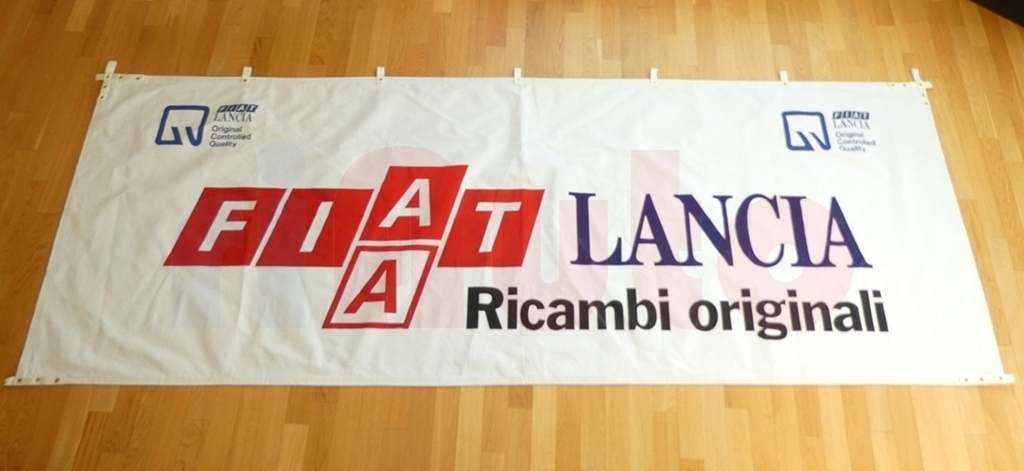 FIAT
LANCIA
Original
Controlled
Quality
FIAT
LANCIA
Original
Controlled
Quality
FIAT LANCIA
A
Ricambi originali